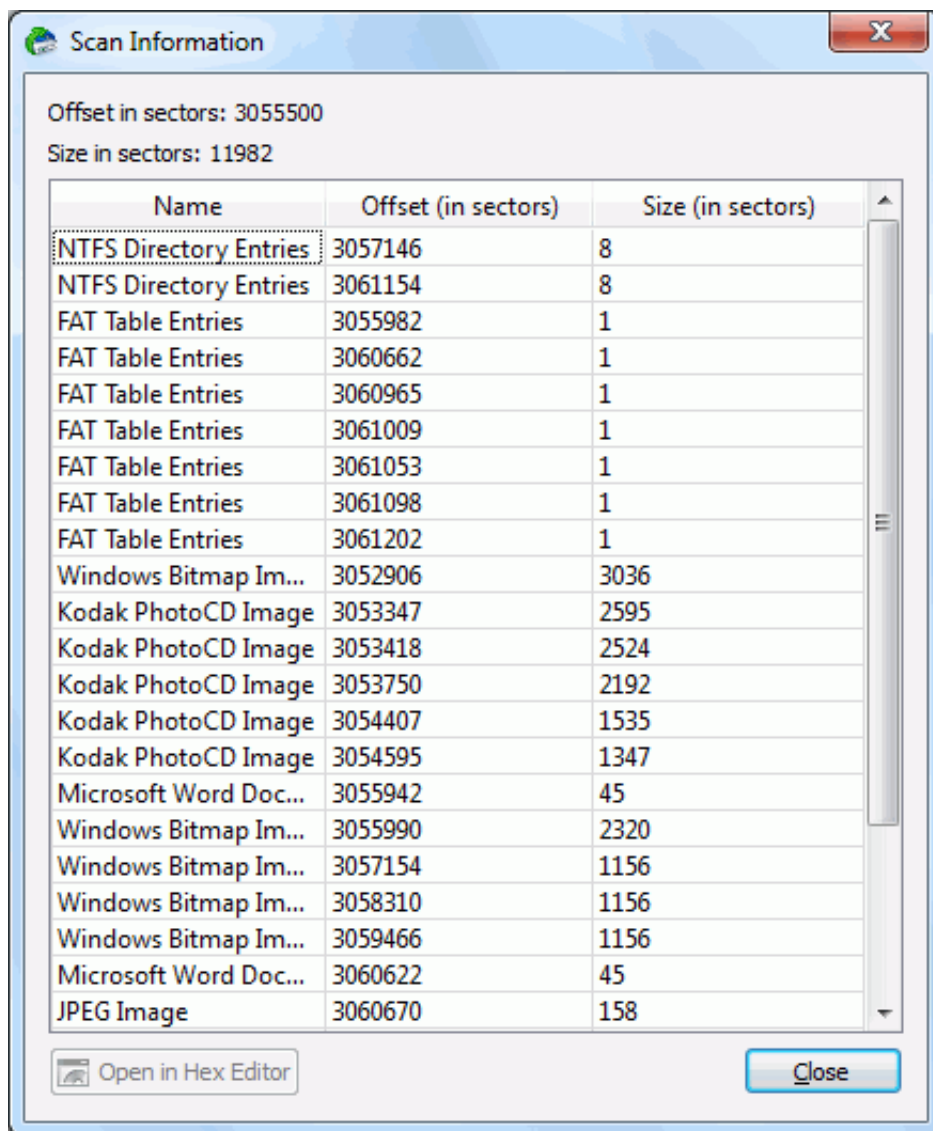 Scan Information
Offset in sectors: 3055500
Size in sectors: 11982
Name Offset (in sectors) Size (in sectors)
NTFS Directory Entries 3057146 8
NTFS Directory Entries 3061154 8
FAT Table Entries 3055982 1
FAT Table Entries 3060662 1
FAT Table Entries 3060965 1
FAT Table Entries 3061009 1
FAT Table Entries 3061053 1
FAT Table Entries 3061098 1
FAT Table Entries 3061202 1
Windows Bitmap Im... 3052906 3036
Kodak PhotoCD Image 3053347 2595
Kodak PhotoCD Image 3053418 2524
Kodak PhotoCD Image 3053750 2192
Kodak PhotoCD Image 3054407 1535
Kodak PhotoCD Image 3054595 1347
Microsoft Word Doc... 3055942 45
Windows Bitmap Im... 3055990 2320
Windows Bitmap Im... 3057154 1156
Windows Bitmap Im... 3058310 1156
Windows Bitmap Im... 3059466 1156
Microsoft Word Doc... 3060622 45
JPEG Image 3060670 158
Open in Hex Editor Close